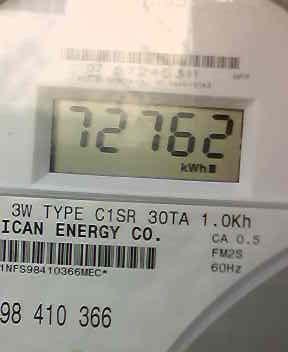 72762
kWh
3W TYPE C1SR 30TA 1.0Kh
ICAN ENERGY CO.
CA 0.5
FM2S
60Hz
1NFS98410366MEC*
98 410 366